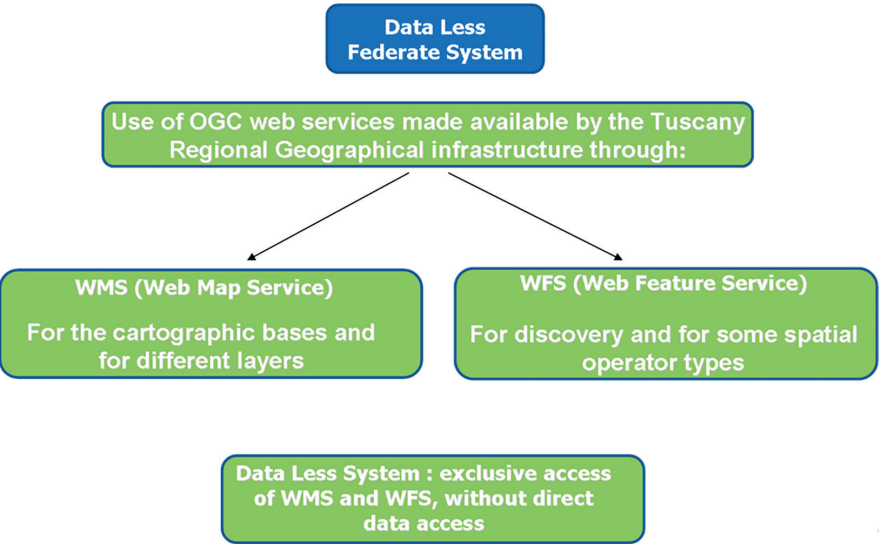 Data Less
Federate System
Use of OGC web services made available by the Tuscany
Regional Geographical infrastructure through:
WMS (Web Map Service)
For the cartographic bases and
for different layers
WFS (Web Feature Service)
For discovery and for some spatial
operator types
Data Less System : exclusive access
of WMS and WFS, without direct
data access